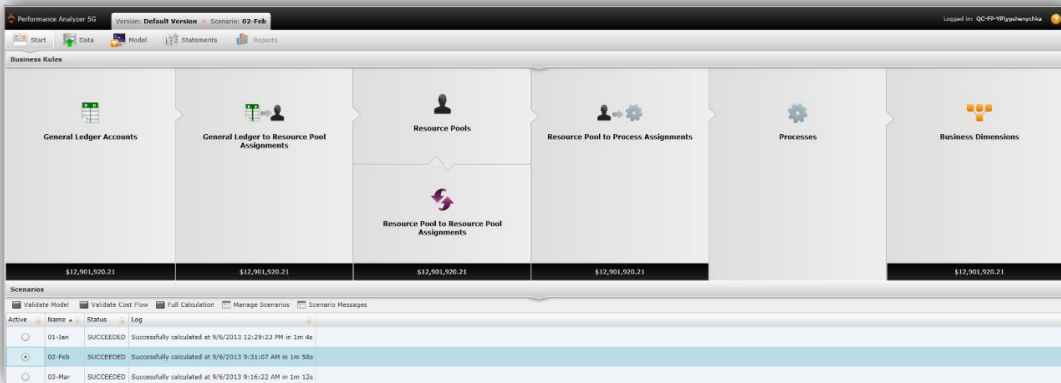 Performance Analyzer 5G
Version: Default Version Scenario: 02-Feb
Logged in: QC-FP-YP\ypshenychka
Start Data Model Statements Reports
Business Rules
General Ledger Accounts
General Ledger to Resource Pool
Assignments
Resource Pools
Resource Pool to Resource Pool
Assignments
Resource Pool to Process Assignments
Processes
Business Dimensions
$12,901,920.21 $12,901,920.21 $12,901,920.21 $12,901,920.21 $12,901,920.21
Scenarios
Validate Model Validate Cost Flow Full Calculation Manage Scenarios Scenario Messages
Active Name Status Log
01-Jan SUCCEEDED Successfully calculated at 9/6/2013 12:29:23 PM in 1m 4s
02-Feb SUCCEEDED Successfully calculated at 9/6/2013 9:31:07 AM in 1m 58s
03-Mar SUCCEEDED Successfully calculated at 9/6/2013 9:16:22 AM in 1m 12s